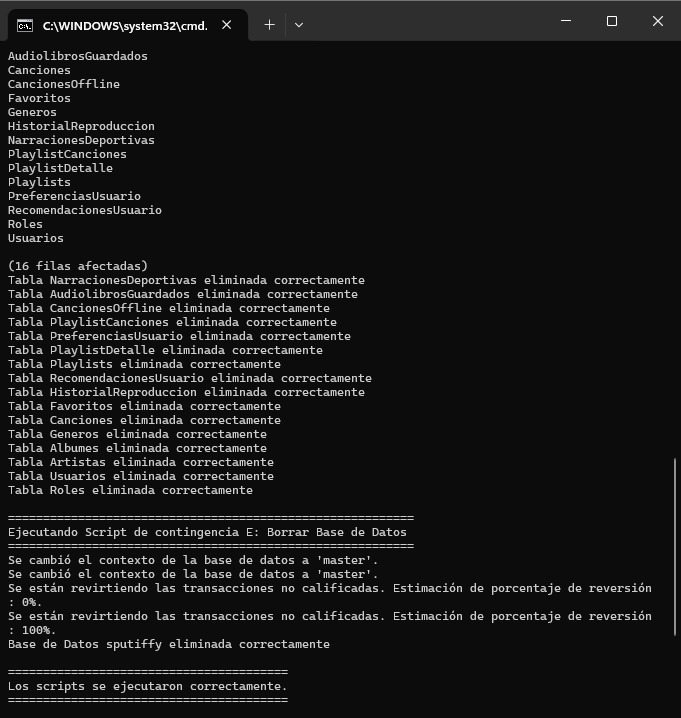 C:\WINDOWS\system32\cmd.
AudiolibrosGuardados
Canciones
CancionesOffline
Favoritos
Generos
HistorialReproduccion
NarracionesDeportivas
PlaylistCanciones
PlaylistDetalle
Playlists
PreferenciasUsuario
RecomendacionesUsuario
Roles
Usuarios
(16 filas afectadas)
Tabla NarracionesDeportivas eliminada correctamente
Tabla AudiolibrosGuardados eliminada correctamente
Tabla CancionesOffline eliminada correctamente
Tabla PlaylistCanciones eliminada correctamente
Tabla PreferenciasUsuario eliminada correctamente
Tabla PlaylistDetalle eliminada correctamente
Tabla Playlists eliminada correctamente
Tabla RecomendacionesUsuario eliminada correctamente
Tabla HistorialReproduccion eliminada correctamente
Tabla Favoritos eliminada correctamente
Tabla Canciones eliminada correctamente
Tabla Generos eliminada correctamente
Tabla Albumes eliminada correctamente
Tabla Artistas eliminada correctamente
Tabla Usuarios eliminada correctamente
Tabla Roles eliminada correctamente
==========================================================
Ejecutando Script de contingencia E: Borrar Base de Datos
==========================================================
Se cambió el contexto de la base de datos a 'master'.
Se cambió el contexto de la base de datos a 'master'.
Se están revirtiendo las transacciones no calificadas. Estimación de porcentaje de reversión
: 0%.
Se están revirtiendo las transacciones no calificadas. Estimación de porcentaje de reversión
: 100%.
Base de Datos sputiffy eliminada correctamente
========================================
Los scripts se ejecutaron correctamente.
========================================